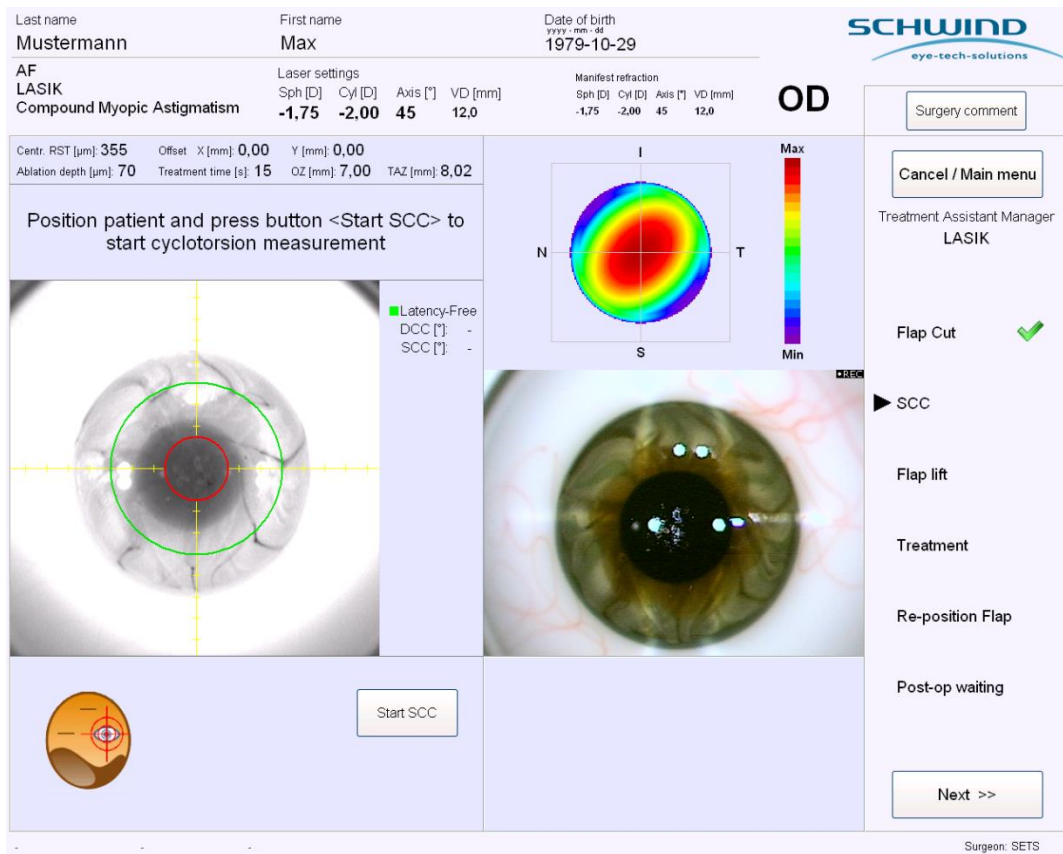 Last name
First name
Date of birth
yyyy - mm - dd
Mustermann
Max
1979-10-29
SCHWIND
eye-tech-solutions
AF
LASIK
Compound Myopic Astigmatism
Laser settings
Sph [D] Cyl [D] Axis [°] VD [mm]
-1,75 -2,00 45 12,0
Manifest refraction
Sph [D] Cyl [D] Axis [°] VD [mm]
-1,75 -2,00 45 12,0
OD
Surgery comment
Centr. RST [µm]: 355 Offset X [mm]: 0,00 Y [mm]: 0,00
Ablation depth [µm]: 70 Treatment time [s]: 15 OZ [mm]: 7,00 TAZ [mm]: 8,02
Position patient and press button <Start SCC> to
start cyclotorsion measurement
Latency-Free
DCC [°]: -
SCC [°]: -
I
N
T
S
Max
Min
REC
Start SCC
Cancel / Main menu
Treatment Assistant Manager
LASIK
Flap Cut
SCC
Flap lift
Treatment
Re-position Flap
Post-op waiting
Next >>
- - -
Surgeon: SETS